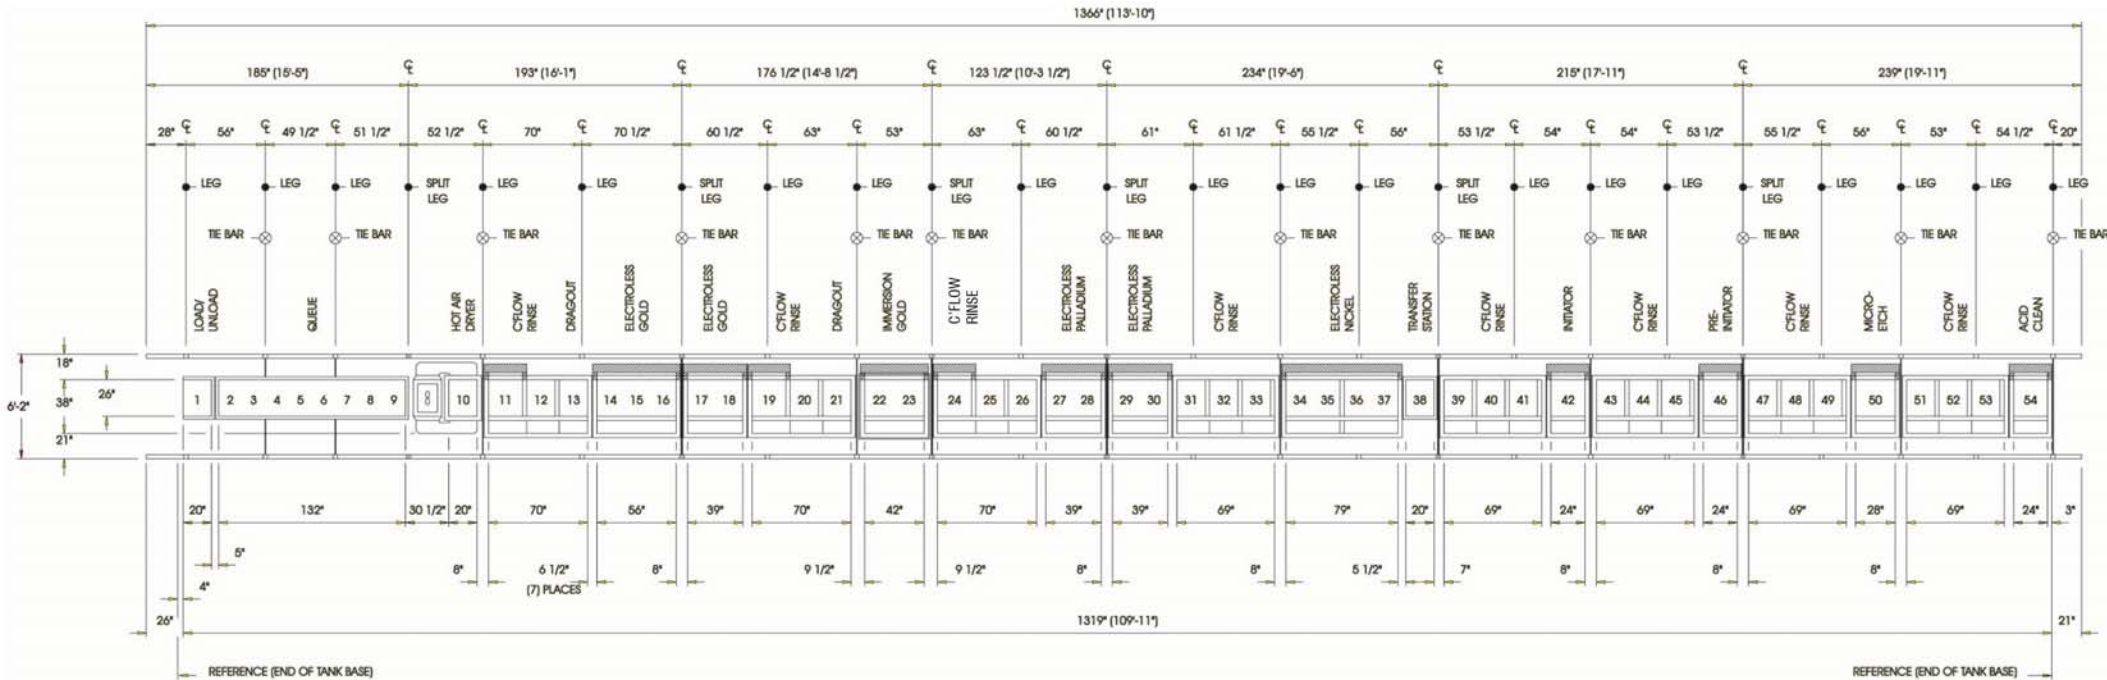 1366" (113'-10")
185" (15'-5")
℄
193" (16'-1")
℄
176 1/2" (14'-8 1/2")
℄
123 1/2" (10'-3 1/2")
℄
234" (19'-6")
℄
215" (17'-11")
℄
239" (19'-11")
28"
℄
56"
℄
49 1/2"
℄
51 1/2"
52 1/2"
℄
70"
℄
70 1/2"
60 1/2"
℄
63"
℄
53"
63"
℄
60 1/2"
61"
℄
61 1/2"
℄
55 1/2"
℄
56"
53 1/2"
℄
54"
℄
54"
℄
53 1/2"
55 1/2"
℄
56"
℄
53"
℄
54 1/2"
℄
20"
LEG
LEG
LEG
SPLIT
LEG
LEG
LEG
SPLIT
LEG
LEG
LEG
SPLIT
LEG
LEG
SPLIT
LEG
LEG
LEG
LEG
SPLIT
LEG
LEG
LEG
LEG
SPLIT
LEG
LEG
LEG
LEG
LEG
TIE BAR
TIE BAR
TIE BAR
TIE BAR
TIE BAR
TIE BAR
TIE BAR
TIE BAR
TIE BAR
TIE BAR
TIE BAR
TIE BAR
TIE BAR
LOAD/
UNLOAD
QUEUE
HOT AIR
DRYER
C'FLOW
RINSE
DRAGOUT
ELECTROLESS
GOLD
ELECTROLESS
GOLD
C'FLOW
RINSE
DRAGOUT
IMMERSION
GOLD
C'FLOW
RINSE
ELECTROLESS
PALLADIUM
ELECTROLESS
PALLADIUM
C'FLOW
RINSE
ELECTROLESS
NICKEL
TRANSFER
STATION
C'FLOW
RINSE
INITIATOR
C'FLOW
RINSE
PRE-
INITIATOR
C'FLOW
RINSE
MICRO-
ETCH
C'FLOW
RINSE
ACID
CLEAN
6'-2"
18"
38"
21"
26"
1 2 3 4 5 6 7 8 9 10 11 12 13 14 15 16 17 18 19 20 21 22 23 24 25 26 27 28 29 30 31 32 33 34 35 36 37 38 39 40 41 42 43 44 45 46 47 48 49 50 51 52 53 54
20" 132" 30 1/2" 20" 70" 56" 39" 70" 42" 70" 39" 39" 69" 79" 20" 69" 24" 69" 24" 69" 28" 69" 24" 3"
5"
4"
8"
6 1/2"
(7) PLACES
8"
9 1/2"
9 1/2"
8"
8"
5 1/2"
7"
8"
8"
8"
26"
1319" (109'-11")
21"
REFERENCE (END OF TANK BASE)
REFERENCE (END OF TANK BASE)